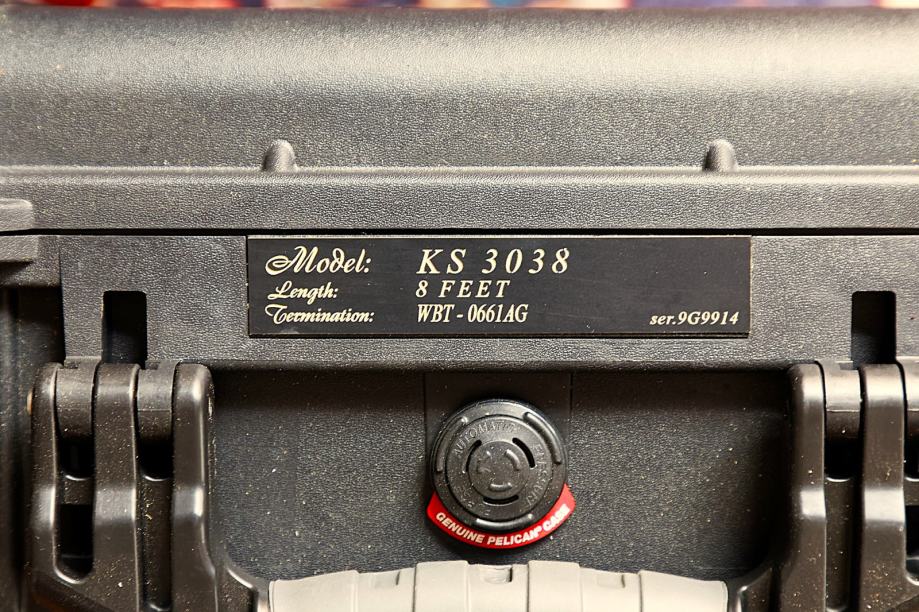 Model: KS 3038
Length: 8 FEET
Termination: WBT-0661AG ser.9G9914
AUTOMATIC
GENUINE PELICAN® CASE